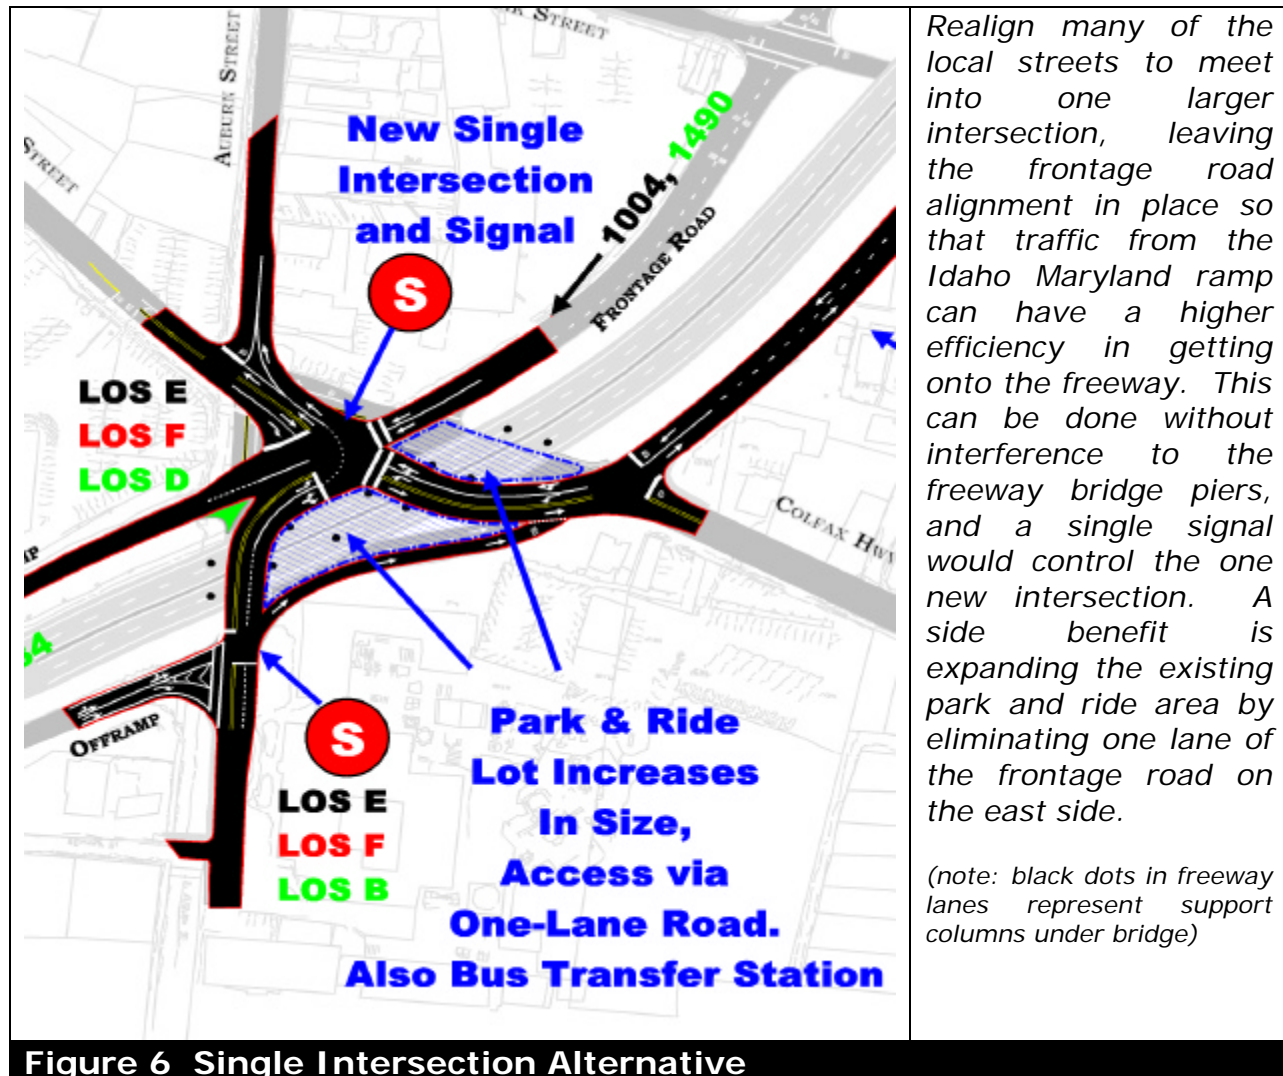 STREET
AUBURN STREET
STREET
New Single
Intersection
and Signal
1004, 1490
FRONTAGE ROAD
S
LOS E
LOS F
LOS D
COLFAX HWY
OFFRAMP
S
LOS E
LOS F
LOS B
Park & Ride
Lot Increases
In Size,
Access via
One-Lane Road.
Also Bus Transfer Station
Realign many of the
local streets to meet
into one larger
intersection, leaving
the frontage road
alignment in place so
that traffic from the
Idaho Maryland ramp
can have a higher
efficiency in getting
onto the freeway. This
can be done without
interference to the
freeway bridge piers,
and a single signal
would control the one
new intersection. A
side benefit is
expanding the existing
park and ride area by
eliminating one lane of
the frontage road on
the east side.
(note: black dots in freeway
lanes represent support
columns under bridge)
Figure 6 Single Intersection Alternative